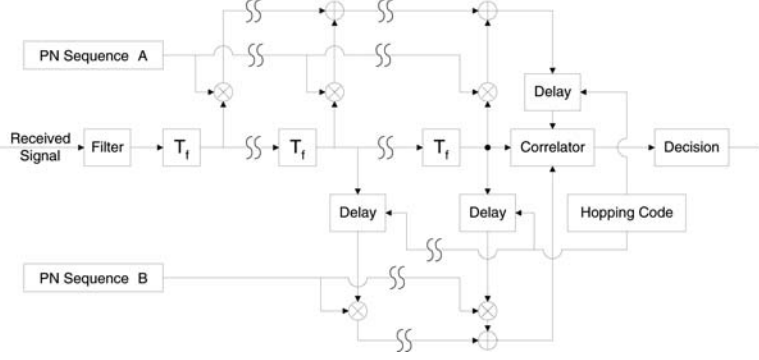 PN Sequence A
Delay
Received
Signal
Filter
T_f
T_f
T_f
Correlator
Decision
Delay
Delay
Hopping Code
PN Sequence B